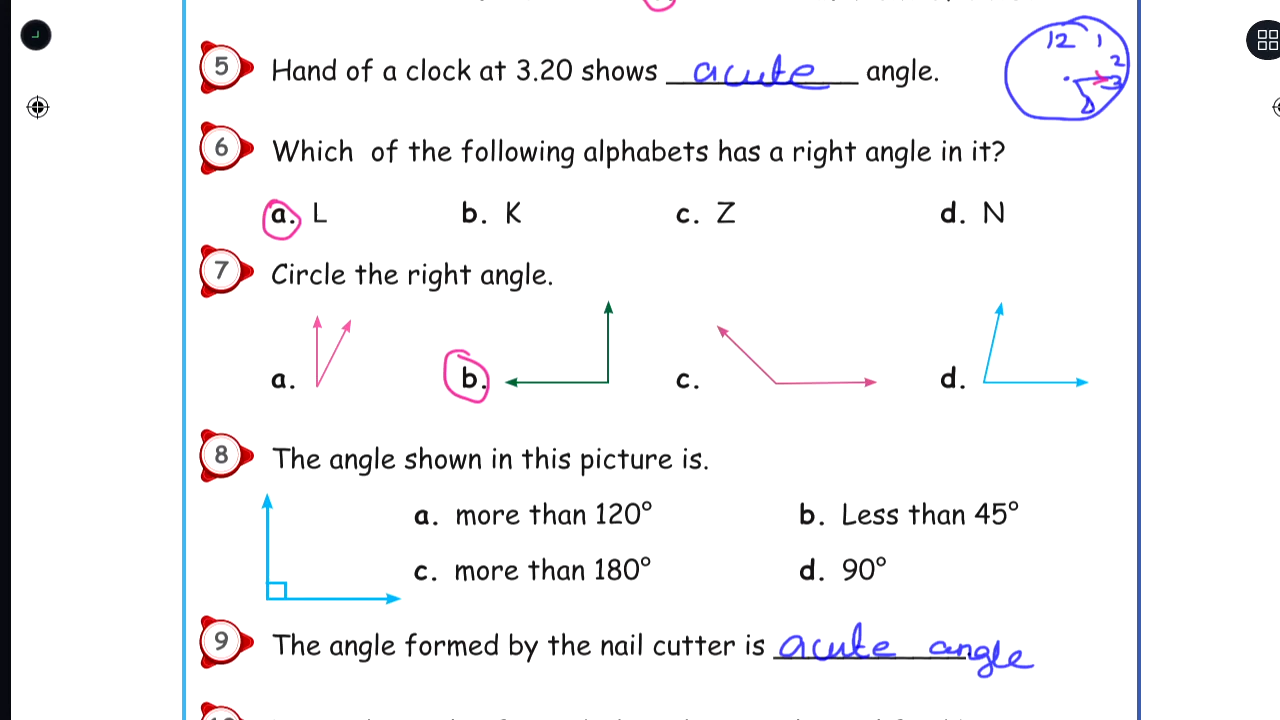 12 1
2
3
5 Hand of a clock at 3.20 shows acute angle.
6 Which of the following alphabets has a right angle in it?
a. L b. K c. Z d. N
7 Circle the right angle.
a. b. c. d.
8 The angle shown in this picture is.
a. more than 120° b. Less than 45°
c. more than 180° d. 90°
9 The angle formed by the nail cutter is acute angle